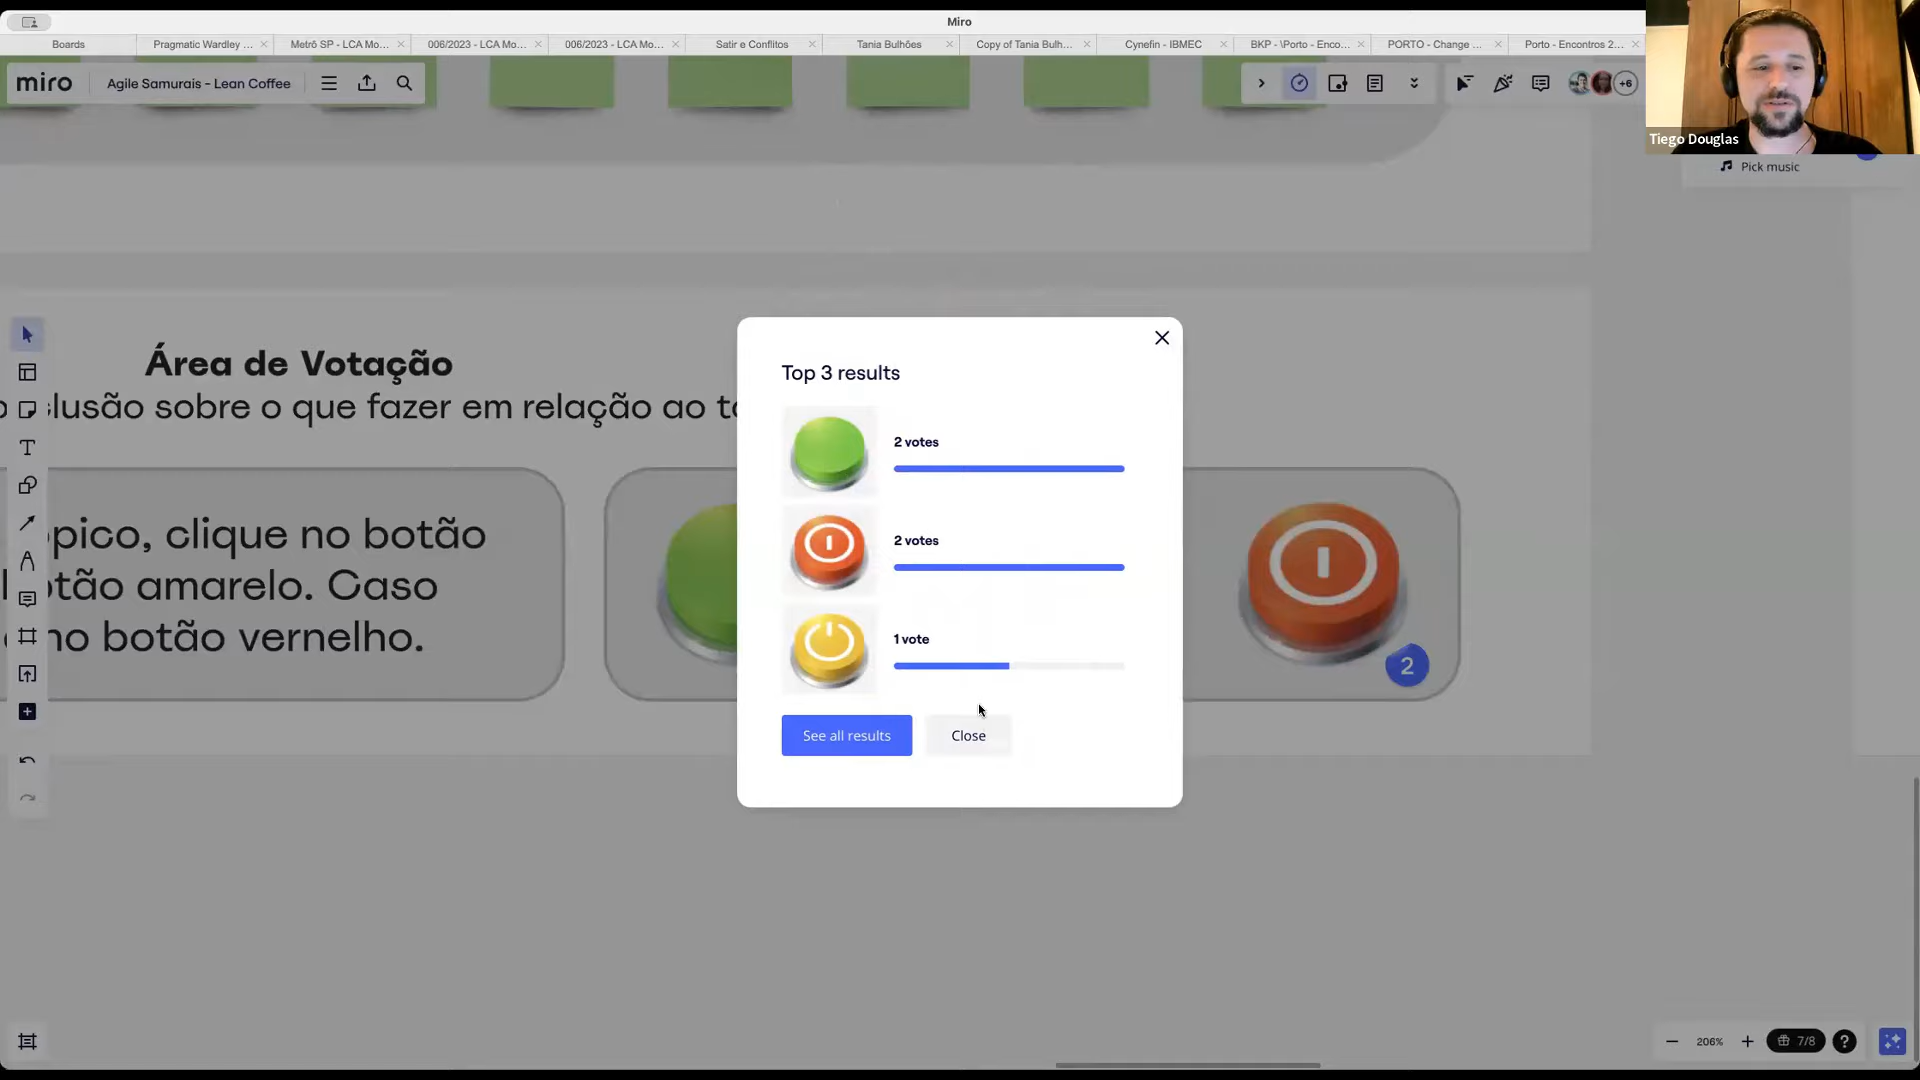 Miro
Boards
Pragmatic Wardley ...
Metrô SP - LCA Mo...
006/2023 - LCA Mo...
006/2023 - LCA Mo...
Satir e Conflitos
Tania Bulhões
Copy of Tania Bulh...
Cynefin - IBMEC
BKP - \Porto - Enco...
PORTO - Change ...
Porto - Encontros 2...
miro
Agile Samurais - Lean Coffee
+6
Tiego Douglas
Pick music
Área de Votação
clusão sobre o que fazer em relação ao to
pico, clique no botão
otão amarelo. Caso
no botão vernelho.
Top 3 results
2 votes
2 votes
1 vote
See all results
Close
2
206%
7/8
?